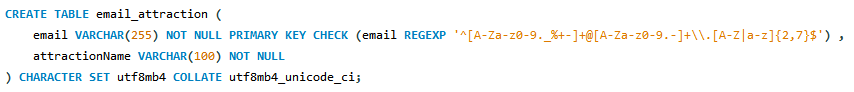 CREATE TABLE email_attraction (
email VARCHAR(255) NOT NULL PRIMARY KEY CHECK (email REGEXP '^[A-Za-z0-9._%+-]+@[A-Za-z0-9.-]+\\.[A-Z|a-z]{2,7}$') ,
attractionName VARCHAR(100) NOT NULL
) CHARACTER SET utf8mb4 COLLATE utf8mb4_unicode_ci;